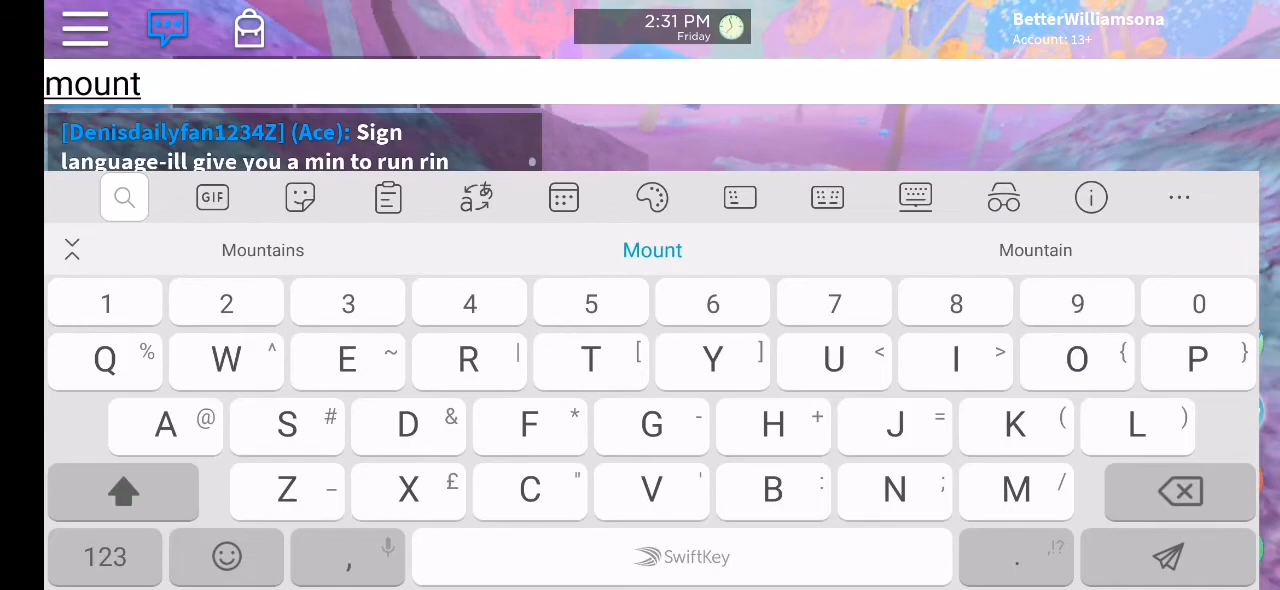 2:31 PM
Friday
BetterWilliamsona
Account: 13+
mount
[Denisdailyfan1234Z] (Ace): Sign
language-ill give you a min to run rin
GIF
Mountains Mount Mountain
1 2 3 4 5 6 7 8 9 0
Q % W ^ E ~ R | T [ Y ] U < I > O { P }
A @ S # D & F * G - H + J = K ( L )
Z _ X £ C " V ' B : N ; M /
123 , SwiftKey . ,!?